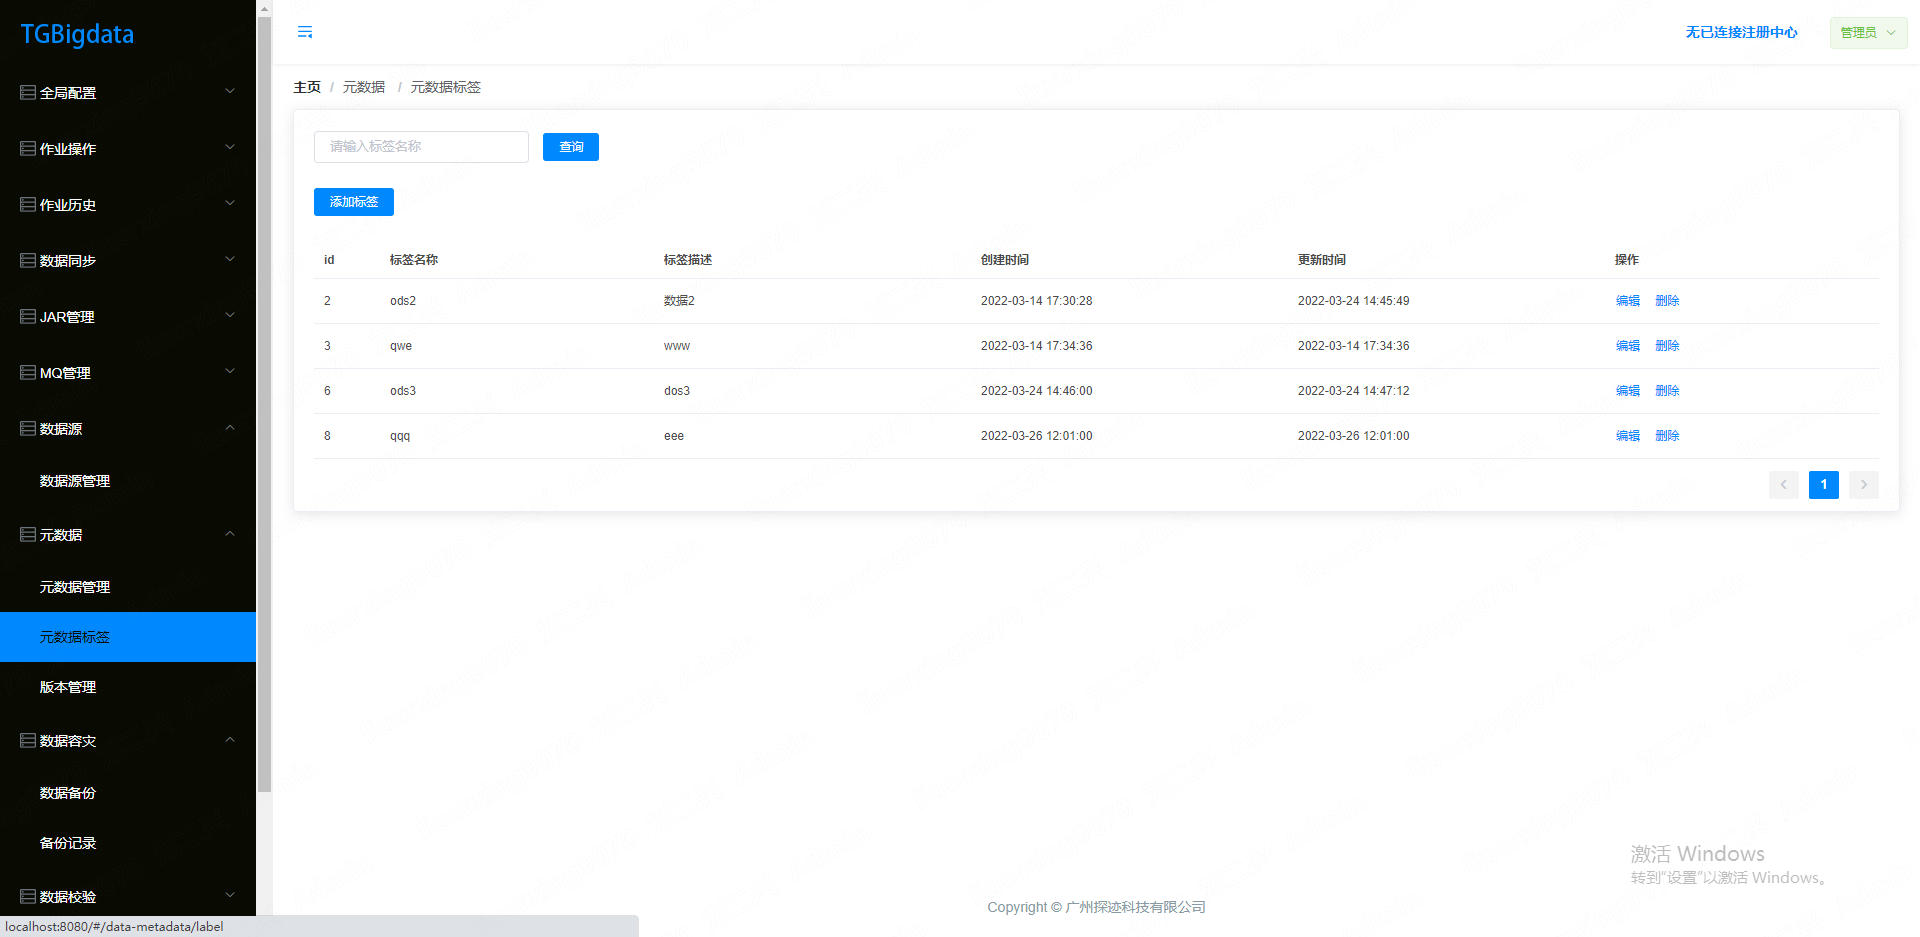 TGBigdata
全局配置
作业操作
作业历史
数据同步
JAR管理
MQ管理
数据源
数据源管理
元数据
元数据管理
元数据标签
版本管理
数据容灾
数据备份
备份记录
数据校验
无已连接注册中心
管理员
主页 / 元数据 / 元数据标签
请输入标签名称 查询
添加标签
id 标签名称 标签描述 创建时间 更新时间 操作
2 ods2 数据2 2022-03-14 17:30:28 2022-03-24 14:45:49 编辑 删除
3 qwe www 2022-03-14 17:34:36 2022-03-14 17:34:36 编辑 删除
6 ods3 dos3 2022-03-24 14:46:00 2022-03-24 14:47:12 编辑 删除
8 qqq eee 2022-03-26 12:01:00 2022-03-26 12:01:00 编辑 删除
1
激活 Windows
转到"设置"以激活 Windows。
Copyright © 广州探迹科技有限公司
localhost:8080/#/data-metadata/label